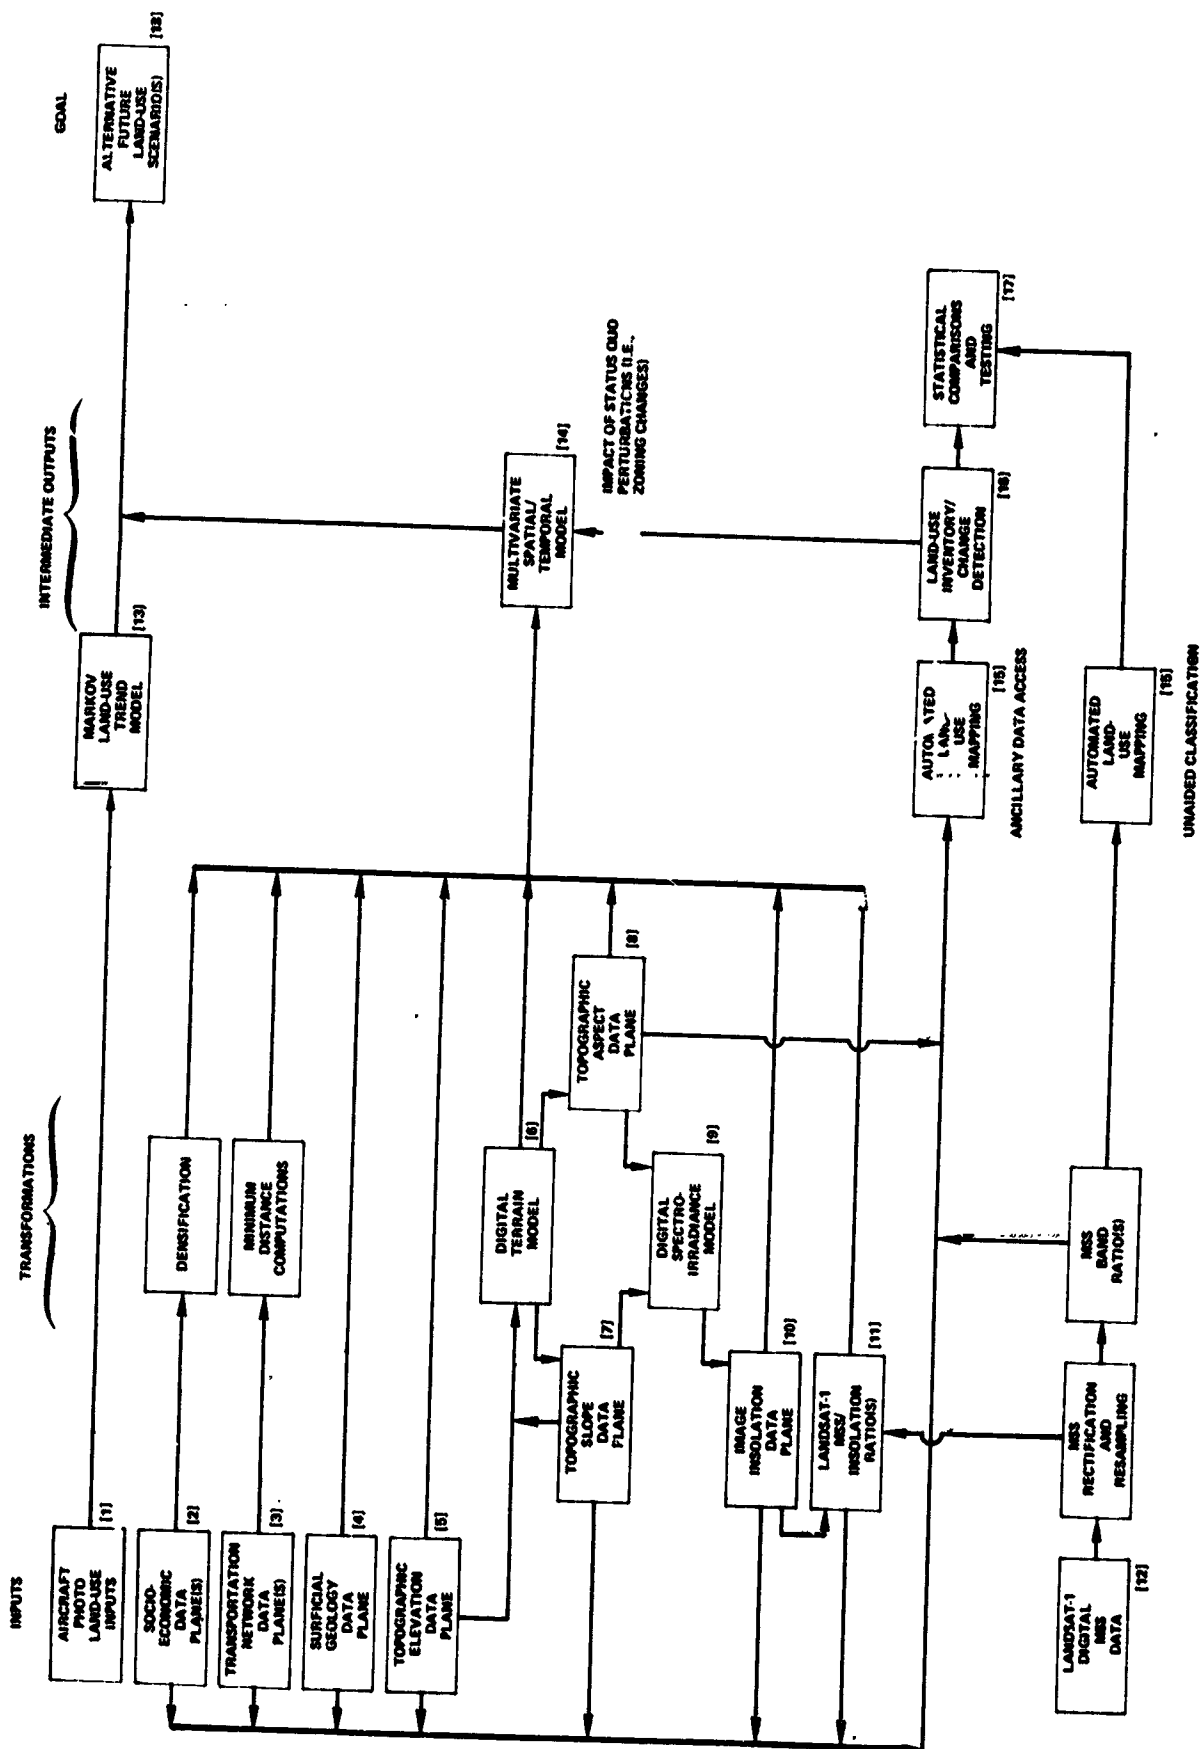 INPUTS
TRANSFORMATIONS
INTERMEDIATE OUTPUTS
GOAL
AIRCRAFT
PHOTO
LAND-USE
INPUTS
[1]
MARKOV
LAND-USE
TREND
MODEL
[13]
ALTERNATIVE
FUTURE
LAND-USE
SCENARIO(S)
[18]
SOCIO-
ECONOMIC
DATA
PLANE(S)
[2]
DENSIFICATION
TRANSPORTATION
NETWORK
DATA
PLANE(S)
[3]
MINIMUM
DISTANCE
COMPUTATIONS
SURFICIAL
GEOLOGY
DATA
PLANE
[4]
TOPOGRAPHIC
ELEVATION
DATA
PLANE
[5]
DIGITAL
TERRAIN
MODEL
[6]
MULTIVARIATE
SPATIAL/
TEMPORAL
MODEL
[14]
TOPOGRAPHIC
SLOPE
DATA
PLANE
[7]
TOPOGRAPHIC
ASPECT
DATA
PLANE
[8]
IMPACT OF STATUS QUO
PERTURBATIONS (I.E.,
ZONING CHANGES)
DIGITAL
SPECTRO-
IRRADIANCE
MODEL
[9]
IMAGE
INSOLATION
DATA
PLANE
[10]
LANDSAT-1
MSS/
INSOLATION
RATIO(S)
[11]
AUTOMATED
LAND-
USE
MAPPING
[15]
ANCILLARY DATA ACCESS
LAND-USE
INVENTORY/
CHANGE
DETECTION
[16]
STATISTICAL
COMPARISONS
AND
TESTING
[17]
LANDSAT-1
DIGITAL
MSS
DATA
[12]
MSS
RECTIFICATION
AND
RESAMPLING
MSS
BAND
RATIO(S)
AUTOMATED
LAND-
USE
MAPPING
[15]
UNAIDED CLASSIFICATION